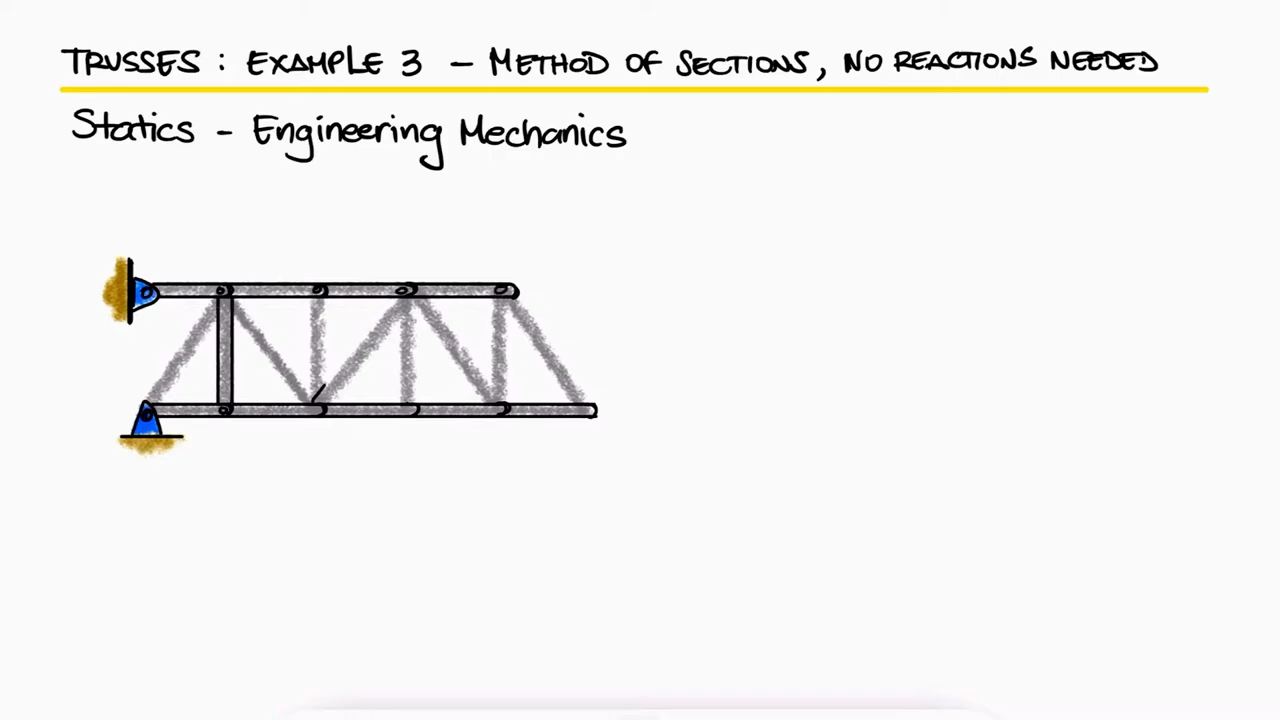 TRUSSES : EXAMPLE 3 – METHOD OF SECTIONS, NO REACTIONS NEEDED
Statics - Engineering Mechanics